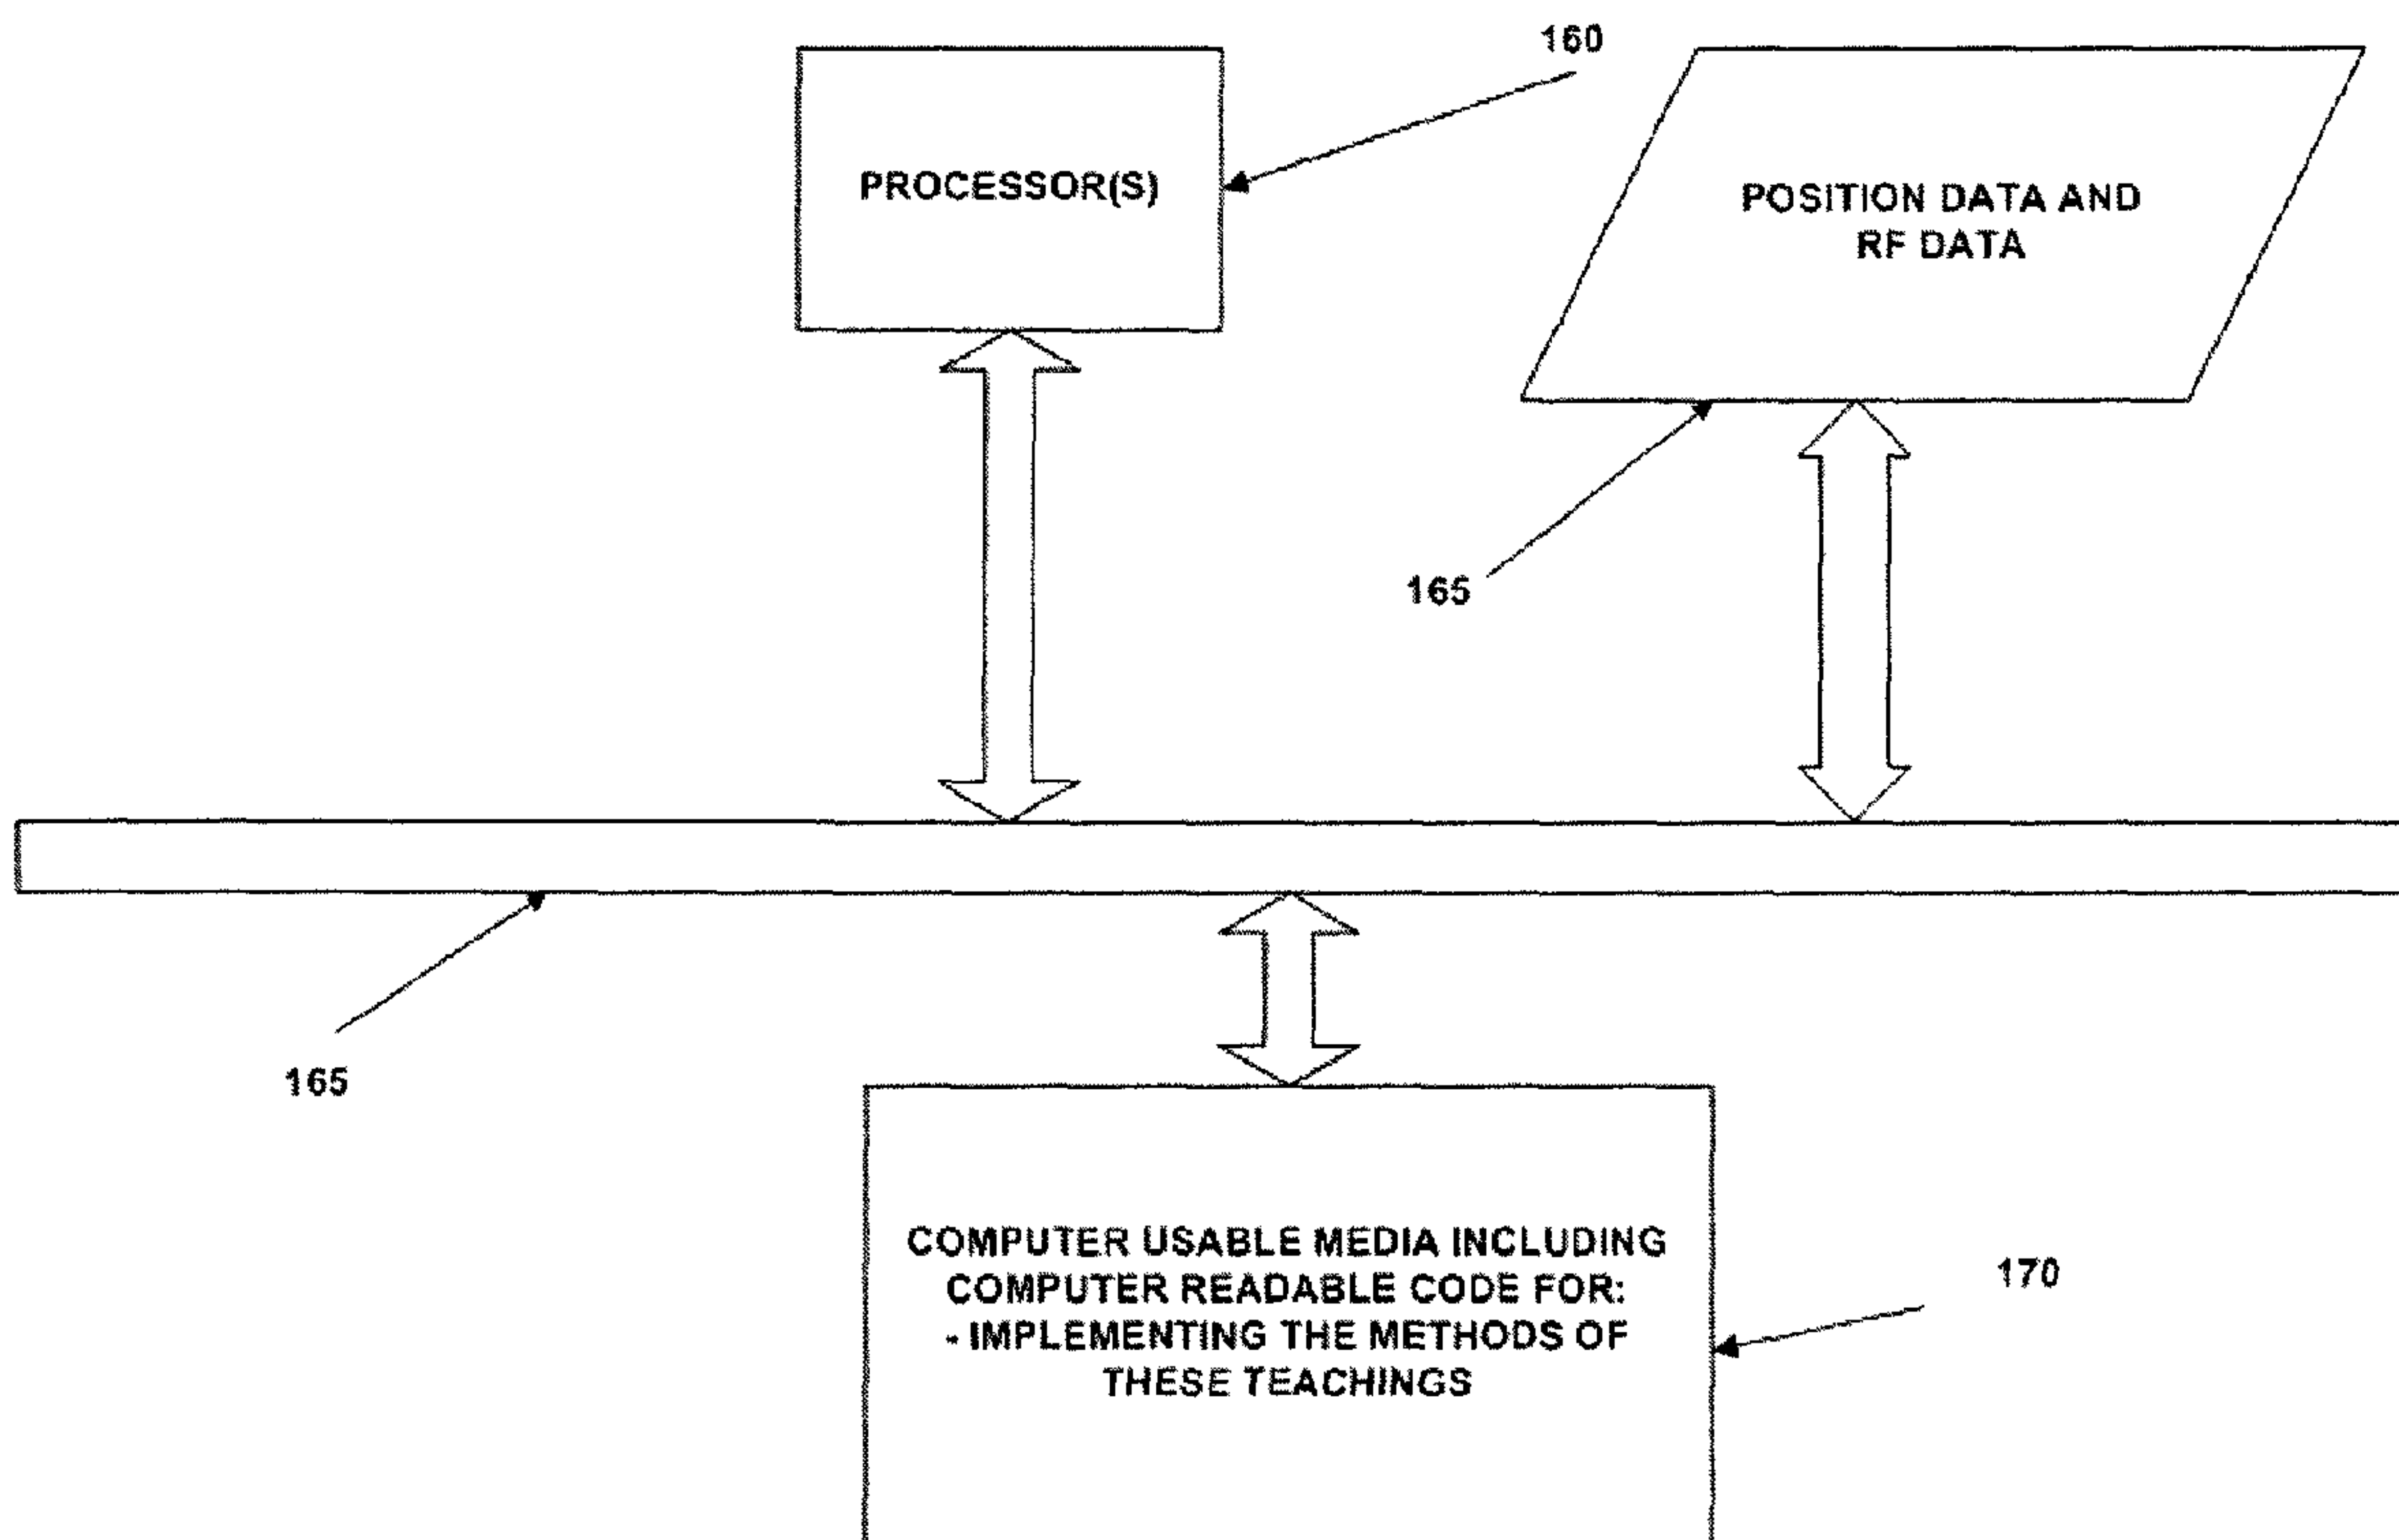 160
PROCESSOR(S)
POSITION DATA AND
RF DATA
165
165
COMPUTER USABLE MEDIA INCLUDING
COMPUTER READABLE CODE FOR:
- IMPLEMENTING THE METHODS OF
THESE TEACHINGS
170